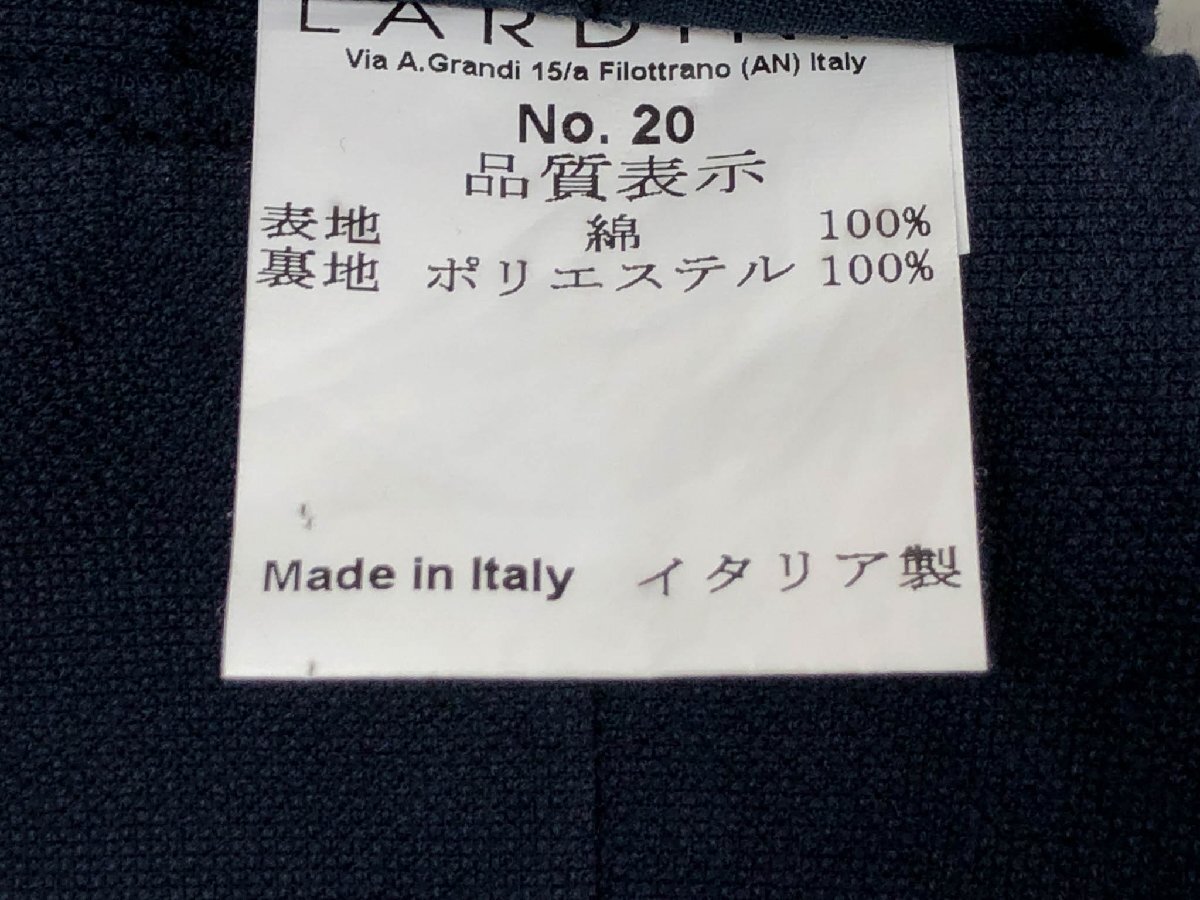 LARDINI
Via A.Grandi 15/a Filottrano (AN) Italy
No. 20
品質表示
表地 綿 100%
裏地 ポリエステル 100%
Made in Italy イタリア製